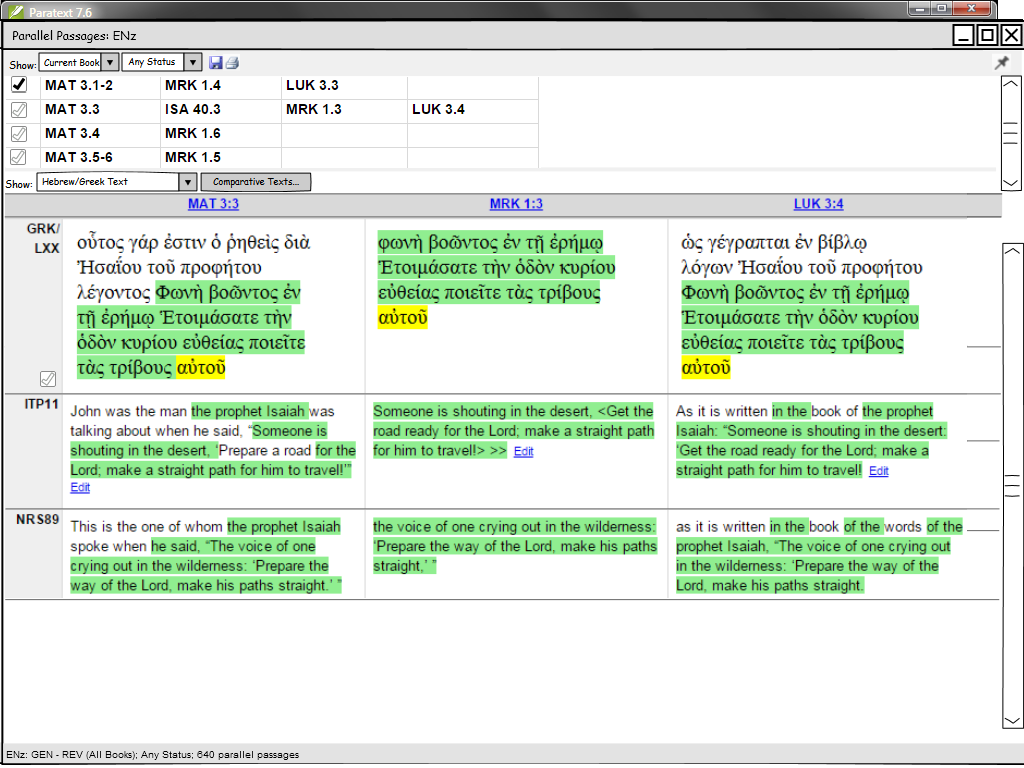 Paratext 7.6
Parallel Passages: ENz
Show: Current Book Any Status
MAT 3.1-2 MRK 1.4 LUK 3.3
MAT 3.3 ISA 40.3 MRK 1.3 LUK 3.4
MAT 3.4 MRK 1.6
MAT 3.5-6 MRK 1.5
Show: Hebrew/Greek Text Comparative Texts...
MAT 3:3 MRK 1:3 LUK 3:4
GRK/
LXX
οὗτος γάρ ἐστιν ὁ ῥηθεὶς διὰ
Ἠσαΐου τοῦ προφήτου
λέγοντος Φωνὴ βοῶντος ἐν
τῇ ἐρήμῳ Ἑτοιμάσατε τὴν
ὁδὸν κυρίου εὐθείας ποιεῖτε
τὰς τρίβους αὐτοῦ
φωνὴ βοῶντος ἐν τῇ ἐρήμῳ
Ἑτοιμάσατε τὴν ὁδὸν κυρίου
εὐθείας ποιεῖτε τὰς τρίβους
αὐτοῦ
ὡς γέγραπται ἐν βίβλῳ
λόγων Ἠσαΐου τοῦ προφήτου
Φωνὴ βοῶντος ἐν τῇ ἐρήμῳ
Ἑτοιμάσατε τὴν ὁδὸν κυρίου
εὐθείας ποιεῖτε τὰς τρίβους
αὐτοῦ
ITP11
John was the man the prophet Isaiah was
talking about when he said, “Someone is
shouting in the desert, ‘Prepare a road for the
Lord; make a straight path for him to travel!’”
Edit
Someone is shouting in the desert, <Get the
road ready for the Lord; make a straight path
for him to travel!> >> Edit
As it is written in the book of the prophet
Isaiah: “Someone is shouting in the desert:
‘Get the road ready for the Lord; make a
straight path for him to travel! Edit
NRS89
This is the one of whom the prophet Isaiah
spoke when he said, “The voice of one
crying out in the wilderness: ‘Prepare the
way of the Lord, make his paths straight.’ ”
the voice of one crying out in the wilderness:
‘Prepare the way of the Lord, make his paths
straight,’ ”
as it is written in the book of the words of the
prophet Isaiah, “The voice of one crying out
in the wilderness: ‘Prepare the way of the
Lord, make his paths straight.
ENz: GEN - REV (All Books); Any Status; 640 parallel passages